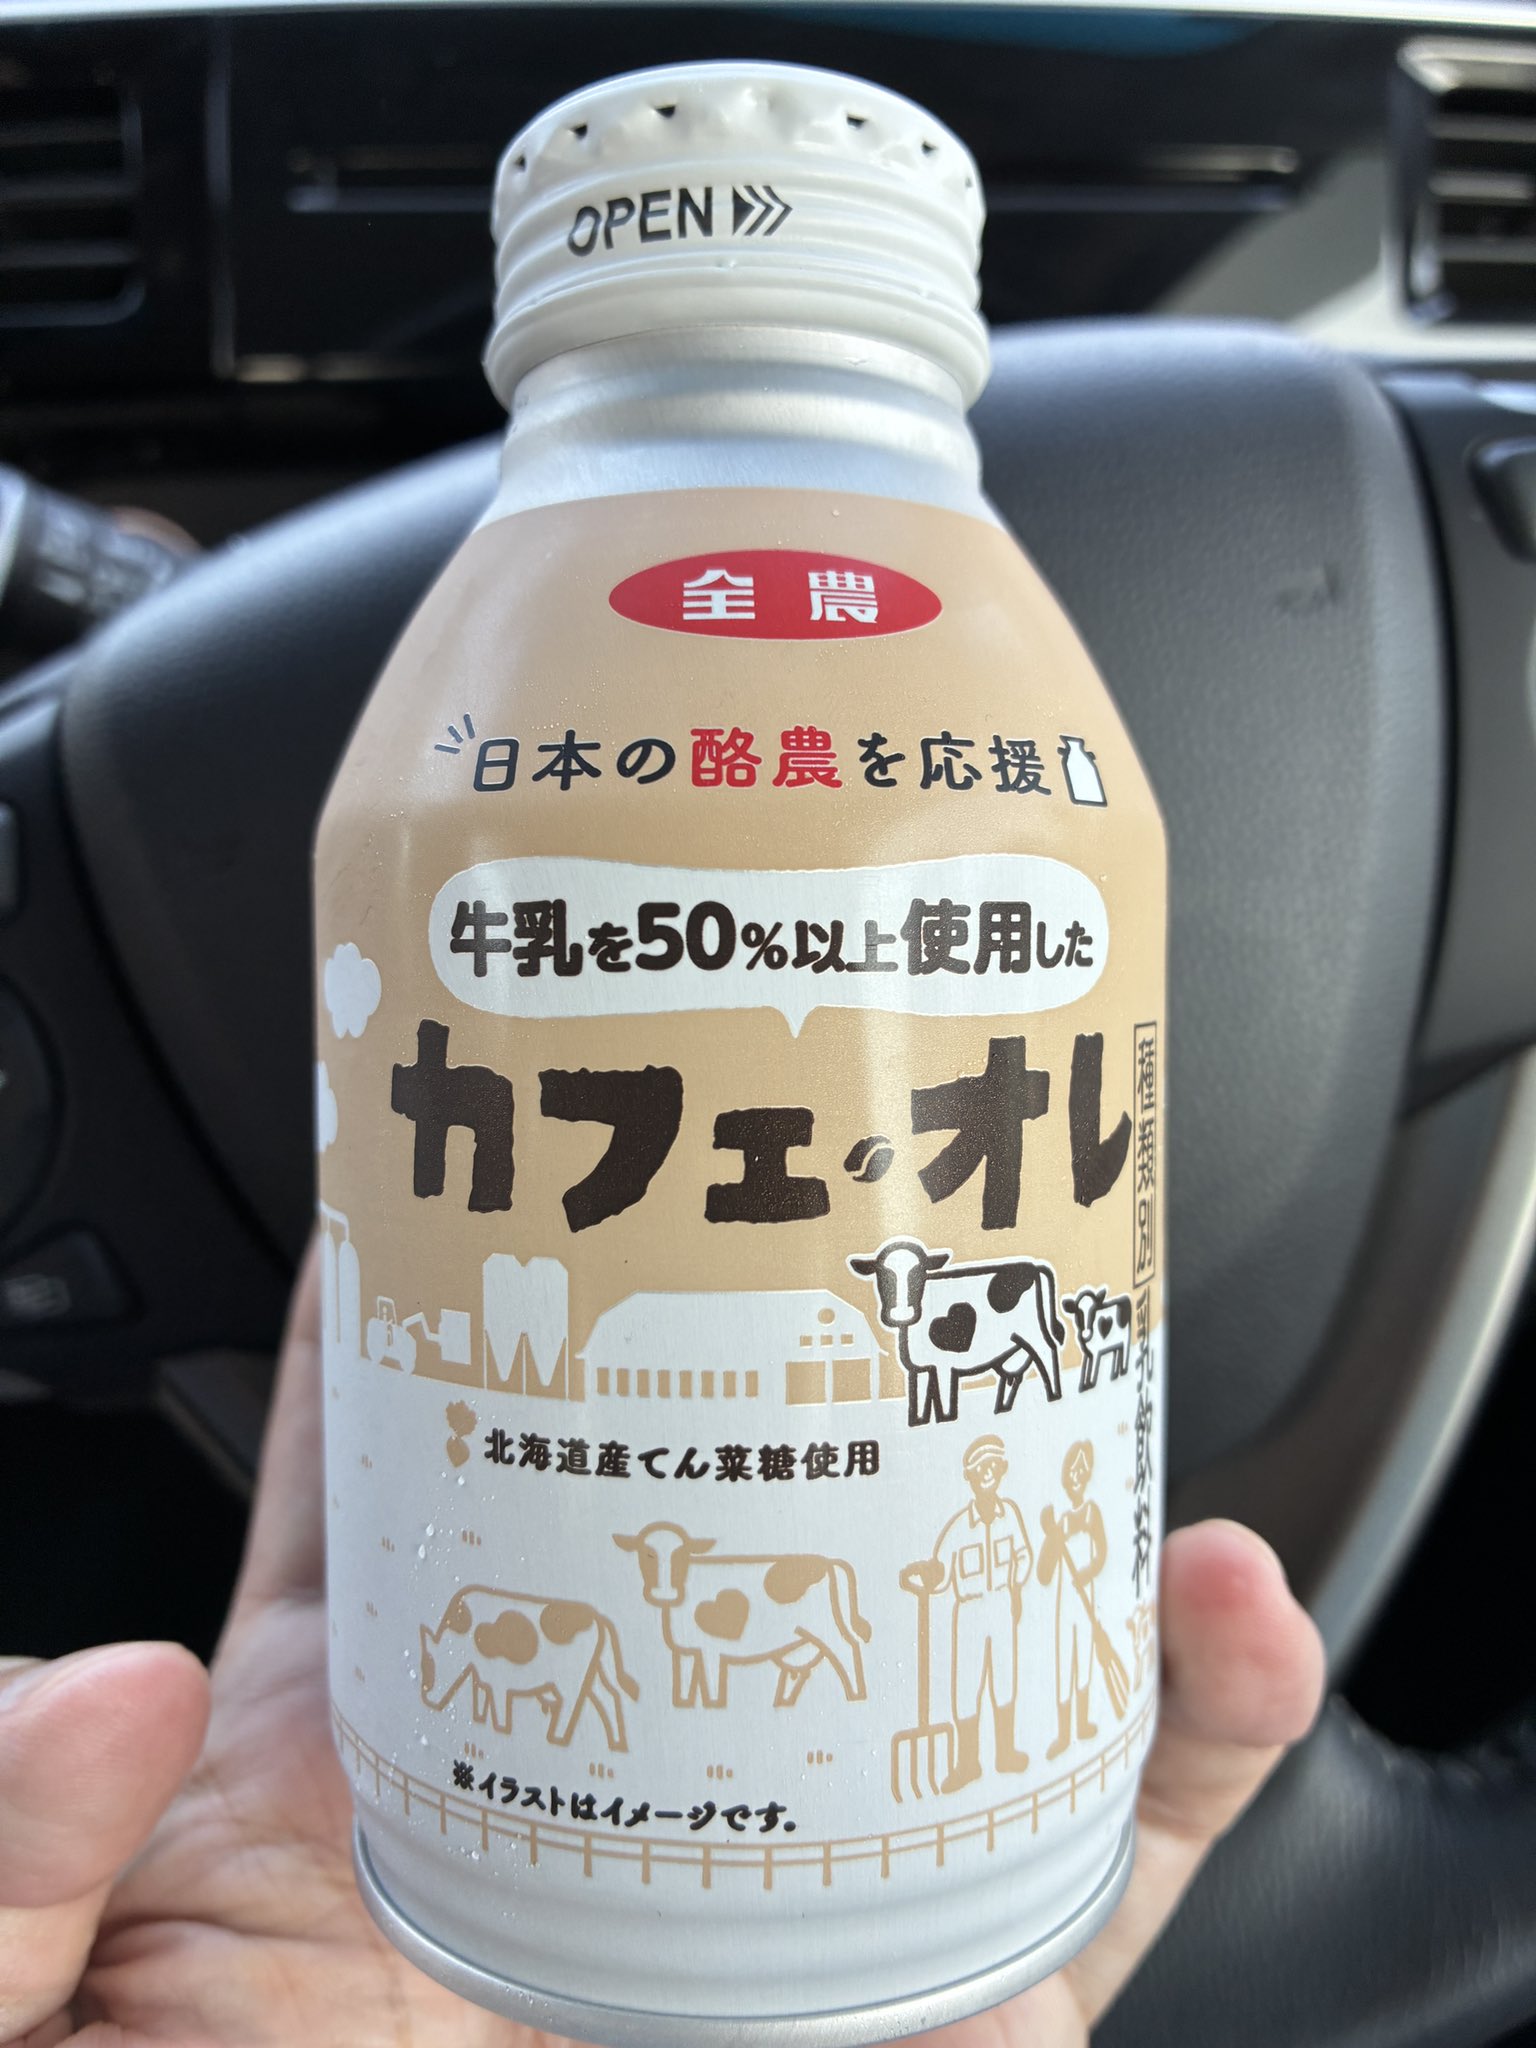 OPEN
全農
日本の酪農を応援
牛乳を50%以上使用した
カフェ・オレ
種類別 乳飲料
北海道産てん菜糖使用
※イラストはイメージです。